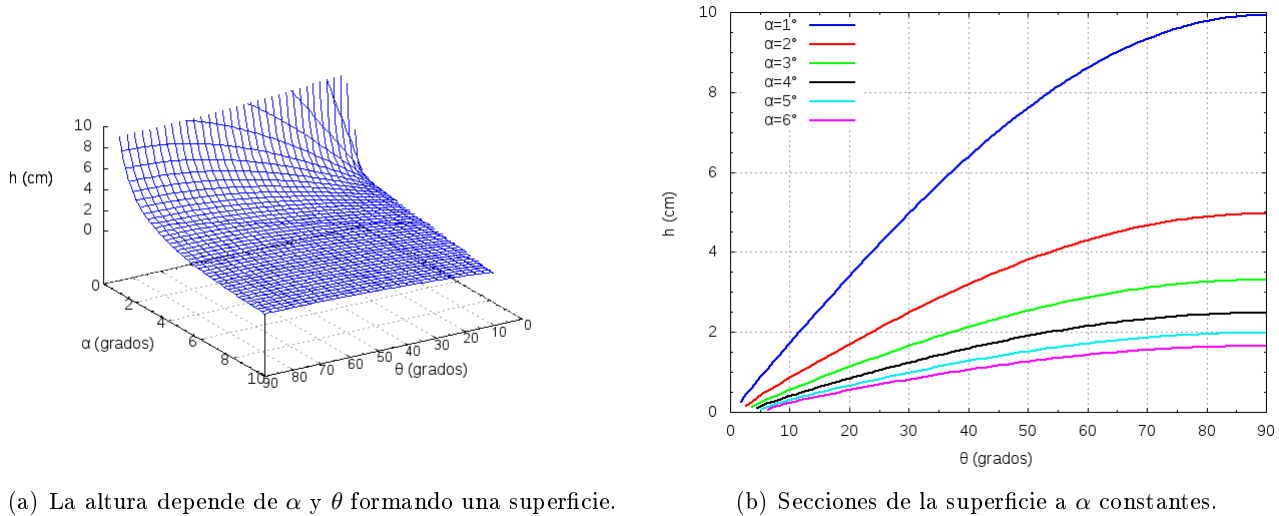 10
8
6
4
2
0
h (cm)
0
2
4
6
8
10
α (grados)
90
80
70
60
50
40
30
20
10
0
θ (grados)
α=1°
α=2°
α=3°
α=4°
α=5°
α=6°
10
8
6
4
2
0
h (cm)
0 10 20 30 40 50 60 70 80 90
θ (grados)
(a) La altura depende de α y θ formando una superficie.
(b) Secciones de la superficie a α constantes.